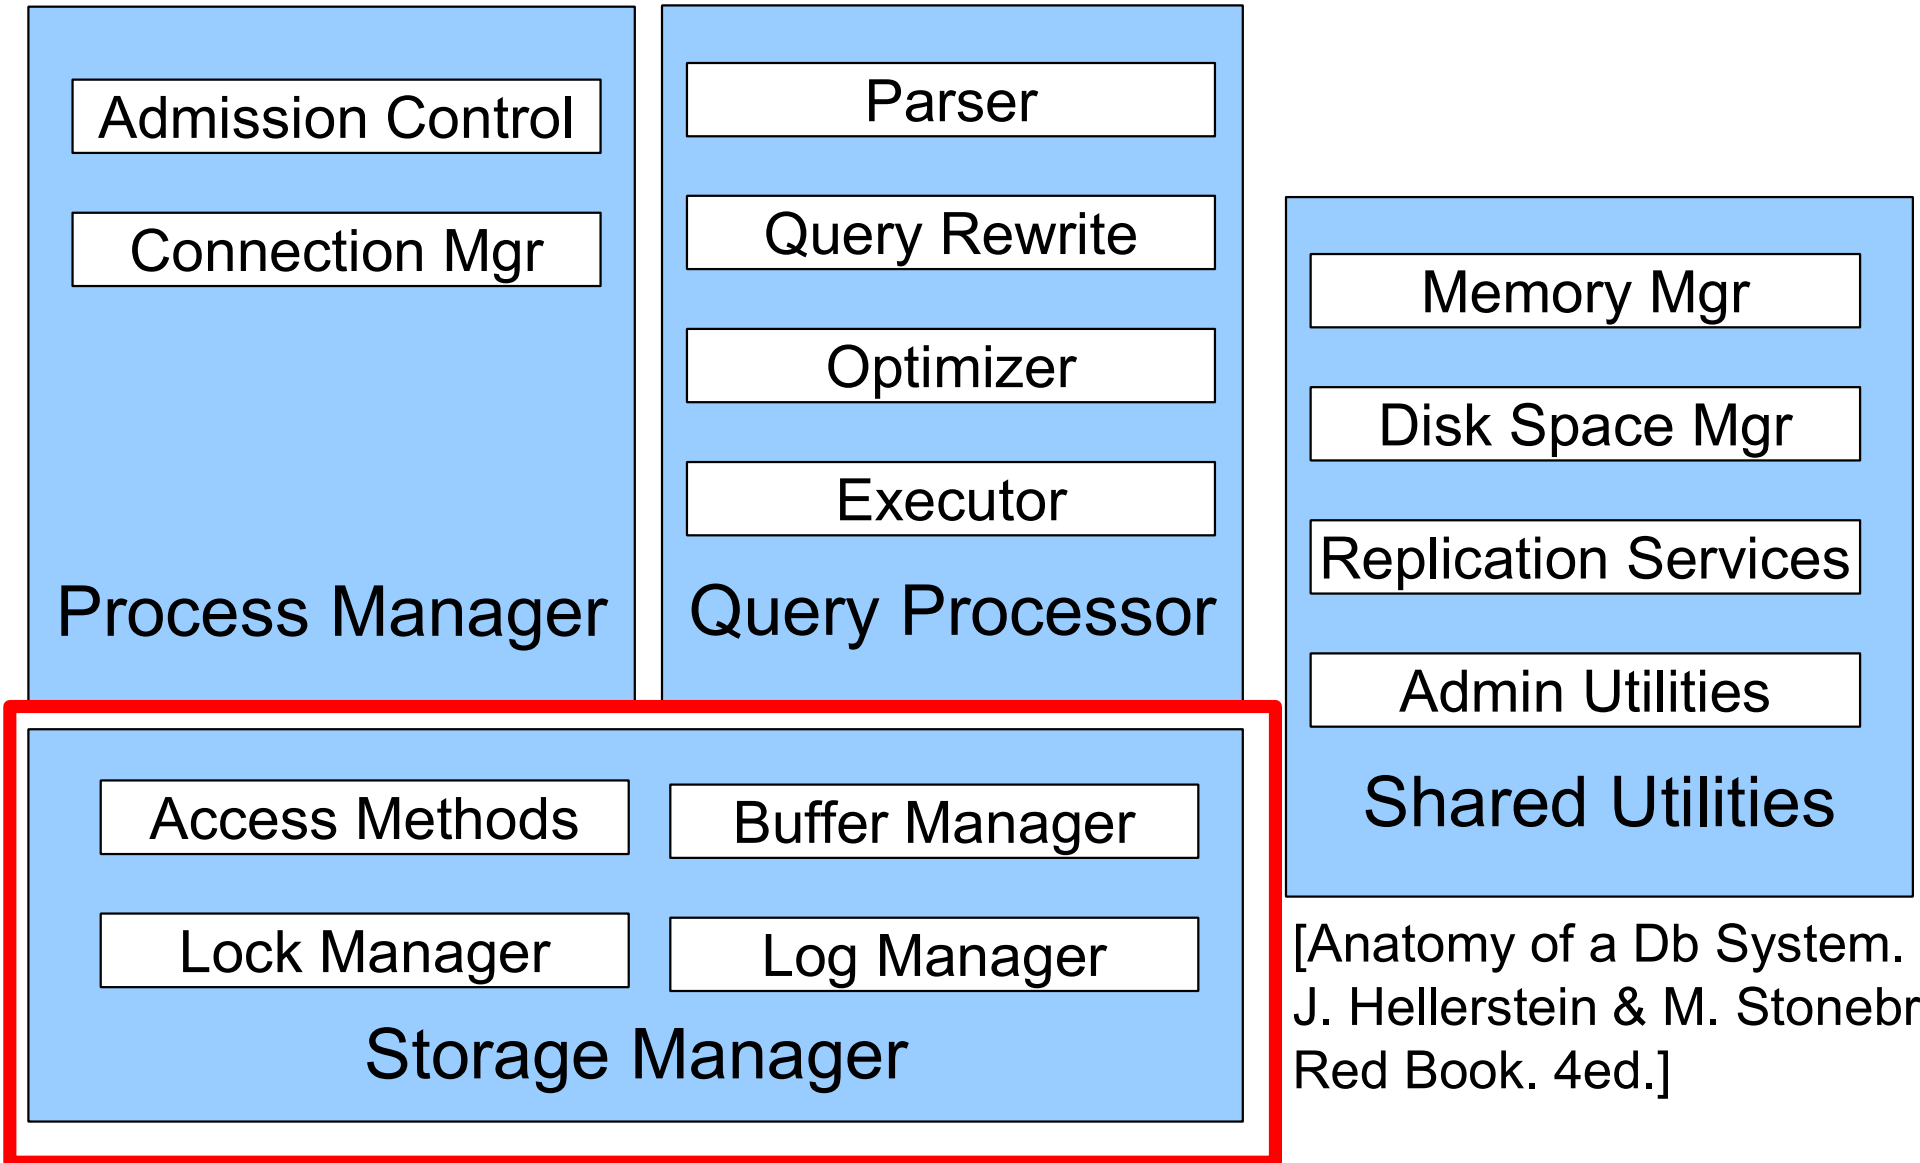 Admission Control
Connection Mgr
Process Manager
Parser
Query Rewrite
Optimizer
Executor
Query Processor
Memory Mgr
Disk Space Mgr
Replication Services
Admin Utilities
Shared Utilities
Access Methods
Buffer Manager
Lock Manager
Log Manager
Storage Manager
[Anatomy of a Db System.
J. Hellerstein & M. Stonebr
Red Book. 4ed.]